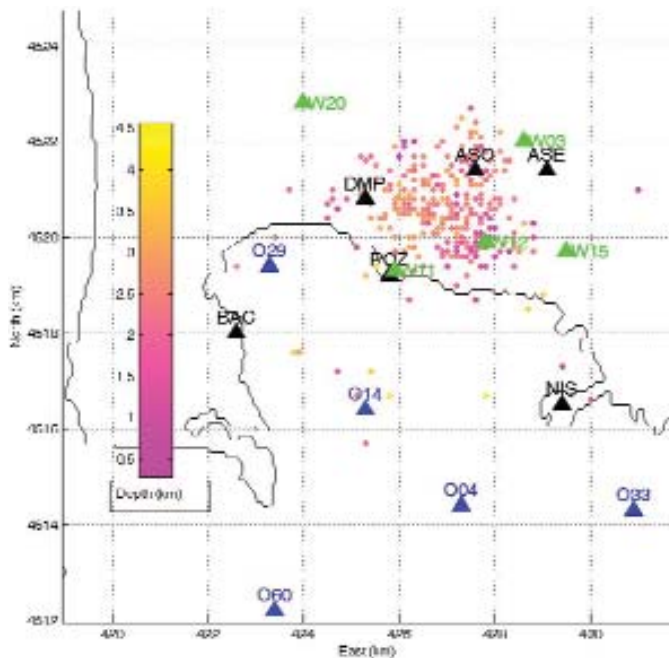 4524
W20
4.5
4522
W03
4
ASO
ASE
DMP
3.5
3
4520
O29
W12
W15
POZ
W11
2.5
North (km)
BAC
4518
2
1.5
O14
NIS
4516
1
0.5
Depth (km)
O04
O33
4514
O60
4512
420
422
424
426
428
430
East (km)